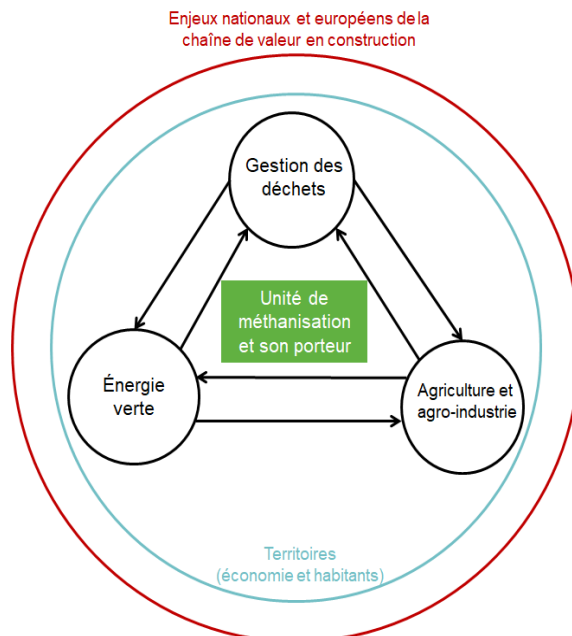 Enjeux nationaux et européens de la
chaîne de valeur en construction
Gestion des
déchets
Unité de
méthanisation
et son porteur
Énergie
verte
Agriculture et
agro-industrie
Territoires
(économie et habitants)